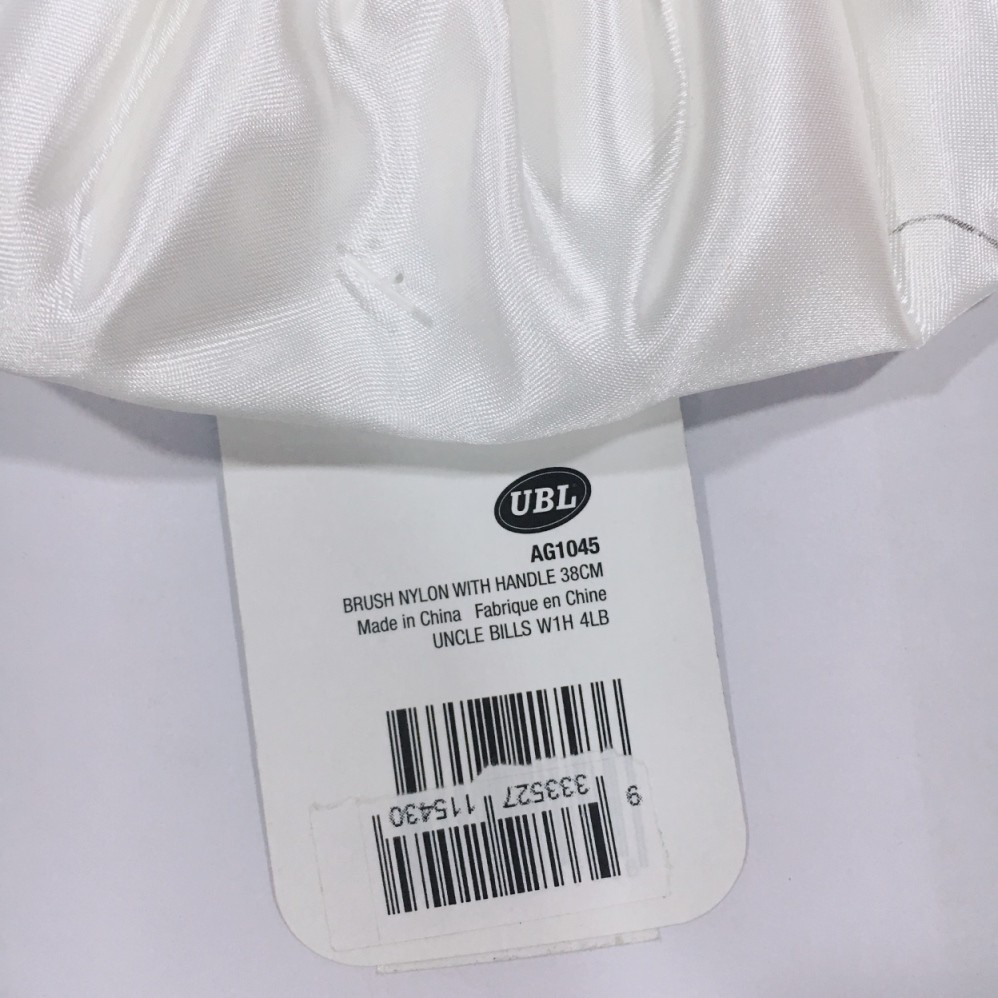 UBL
AG1045
BRUSH NYLON WITH HANDLE 38CM
Made in China Fabrique en Chine
UNCLE BILLS W1H 4LB
9 333527 115430